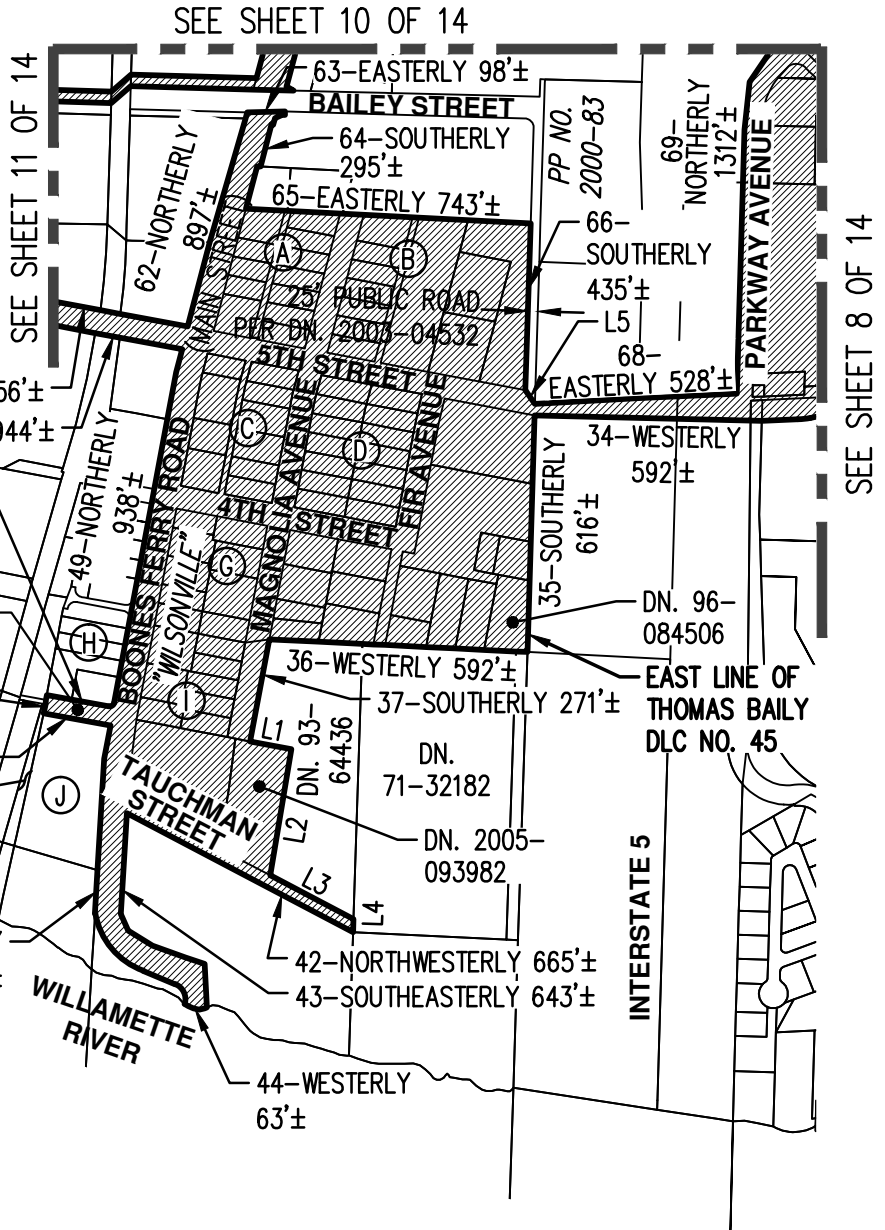 SEE SHEET 10 OF 14
SEE SHEET 11 OF 14
SEE SHEET 8 OF 14
63-EASTERLY 98'±
BAILEY STREET
64-SOUTHERLY
295'±
65-EASTERLY 743'±
PP NO.
2000-83
69-
NORTHERLY
1312'±
PARKWAY AVENUE
62-NORTHERLY
897'±
(MAIN STREET)
A
B
66-
SOUTHERLY
435'±
25' PUBLIC ROAD
PER DN. 2003-04532
L5
68-
EASTERLY 528'±
5TH STREET
56'±
944'±
34-WESTERLY
592'±
C
D
49-NORTHERLY
938'±
BOONES FERRY ROAD
MAGNOLIA AVENUE
FIR AVENUE
35-SOUTHERLY
616'±
4TH STREET
"WILSONVILLE"
G
DN. 96-
084506
H
36-WESTERLY 592'±
EAST LINE OF
THOMAS BAILY
DLC NO. 45
37-SOUTHERLY 271'±
I
L1
DN. 93-
64436
DN.
71-32182
J
TAUCHMAN
STREET
L2
DN. 2005-
093982
L3
L4
INTERSTATE 5
42-NORTHWESTERLY 665'±
43-SOUTHEASTERLY 643'±
WILLAMETTE
RIVER
44-WESTERLY
63'±